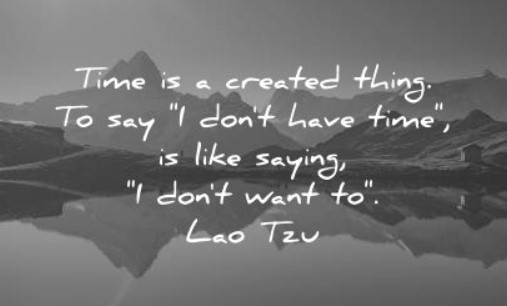 Time is a created thing.
To say "I don't have time",
is like saying,
"I don't want to".
Lao Tzu